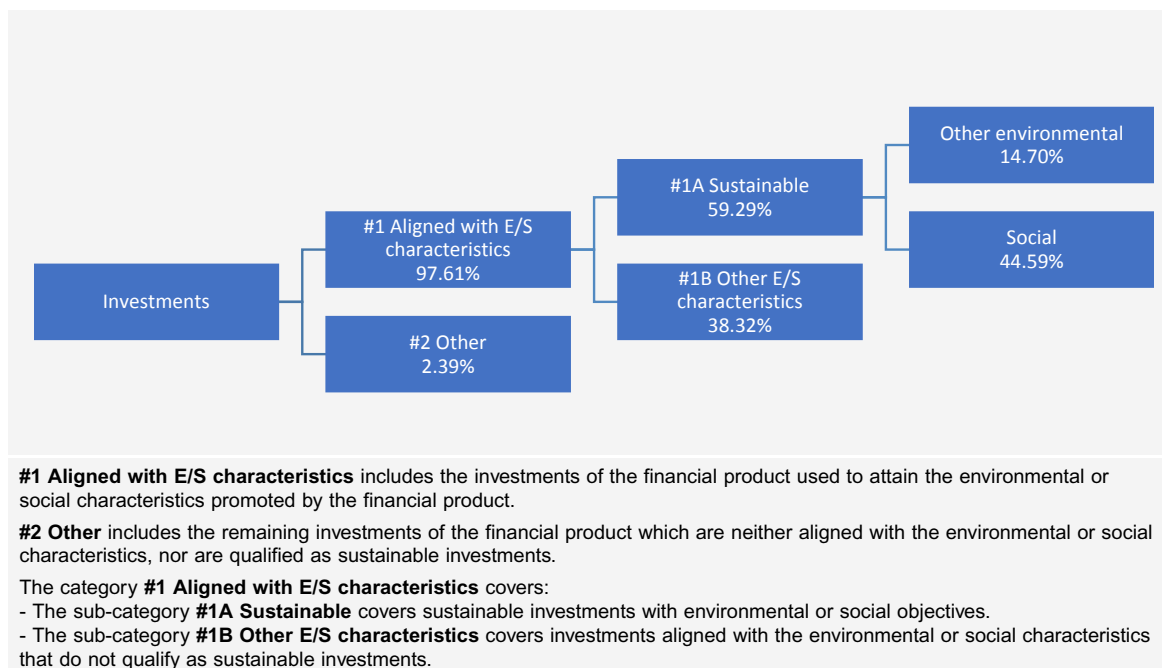 Other environmental
14.70%
#1A Sustainable
59.29%
#1 Aligned with E/S
characteristics
97.61%
Social
44.59%
Investments
#1B Other E/S
characteristics
38.32%
#2 Other
2.39%
#1 Aligned with E/S characteristics includes the investments of the financial product used to attain the environmental or
social characteristics promoted by the financial product.
#2 Other includes the remaining investments of the financial product which are neither aligned with the environmental or social
characteristics, nor are qualified as sustainable investments.
The category #1 Aligned with E/S characteristics covers:
- The sub-category #1A Sustainable covers sustainable investments with environmental or social objectives.
- The sub-category #1B Other E/S characteristics covers investments aligned with the environmental or social characteristics
that do not qualify as sustainable investments.